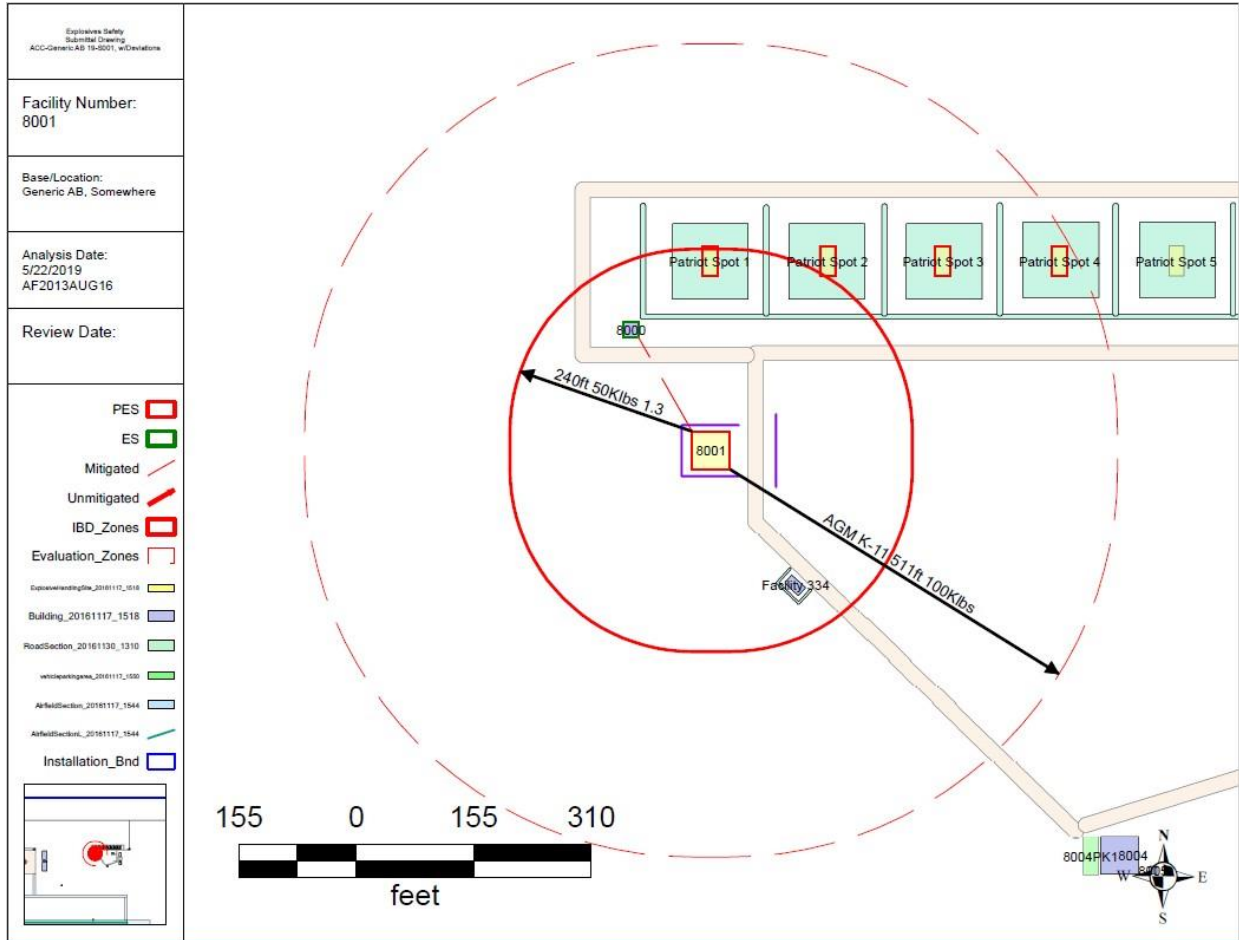 Explosives Safety
Submittal Drawing
ACC-Generic AB 19-S001, w/Deviations
Facility Number:
8001
Base/Location:
Generic AB, Somewhere
Analysis Date:
5/22/2019
AF2013AUG16
Review Date:
PES
ES
Mitigated
Unmitigated
IBD_Zones
Evaluation_Zones
ExplosivehandlingSite_20161117_1518
Building_20161117_1518
RoadSection_20161130_1310
vehicleparkingarea_20161117_1550
AirfieldSection_20161117_1544
AirfieldSectionL_20161117_1544
Installation_Bnd
Patriot Spot 1
Patriot Spot 2
Patriot Spot 3
Patriot Spot 4
Patriot Spot 5
8000
240ft 50Klbs 1.3
8001
AGM K-11 511ft 100Klbs
Facility 334
155 0 155 310
feet
8004PK1
8004
N
W
E
S